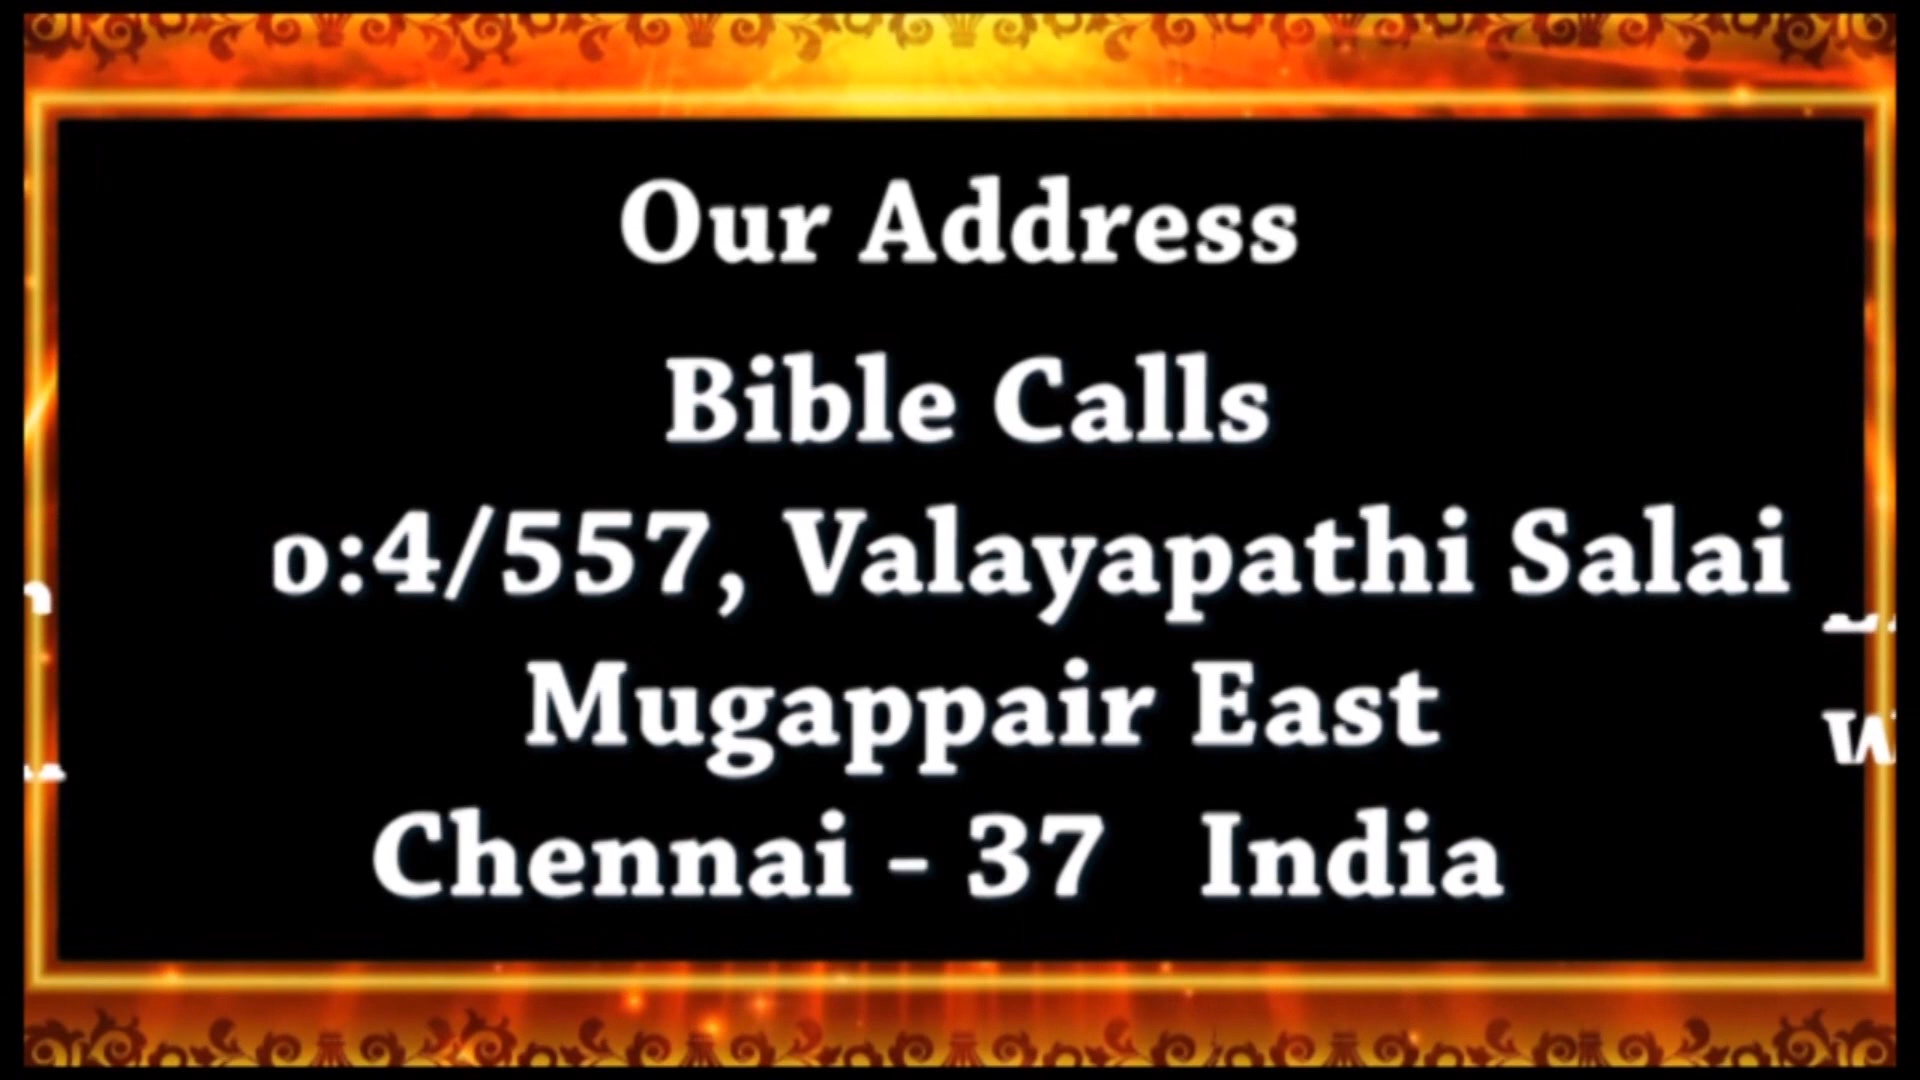 Our Address
Bible Calls
o:4/557, Valayapathi Salai
Mugappair East
Chennai - 37 India